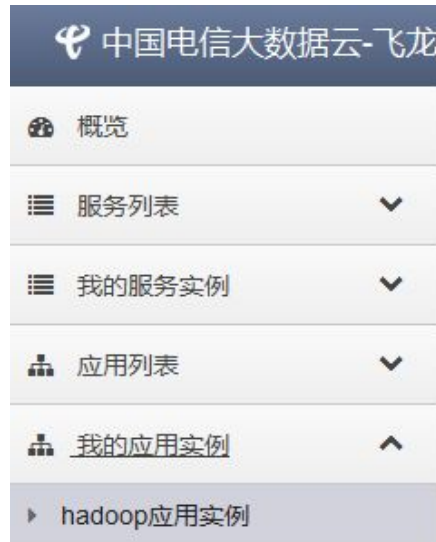 中国电信大数据云-飞龙
概览
服务列表
我的服务实例
应用列表
我的应用实例
hadoop应用实例